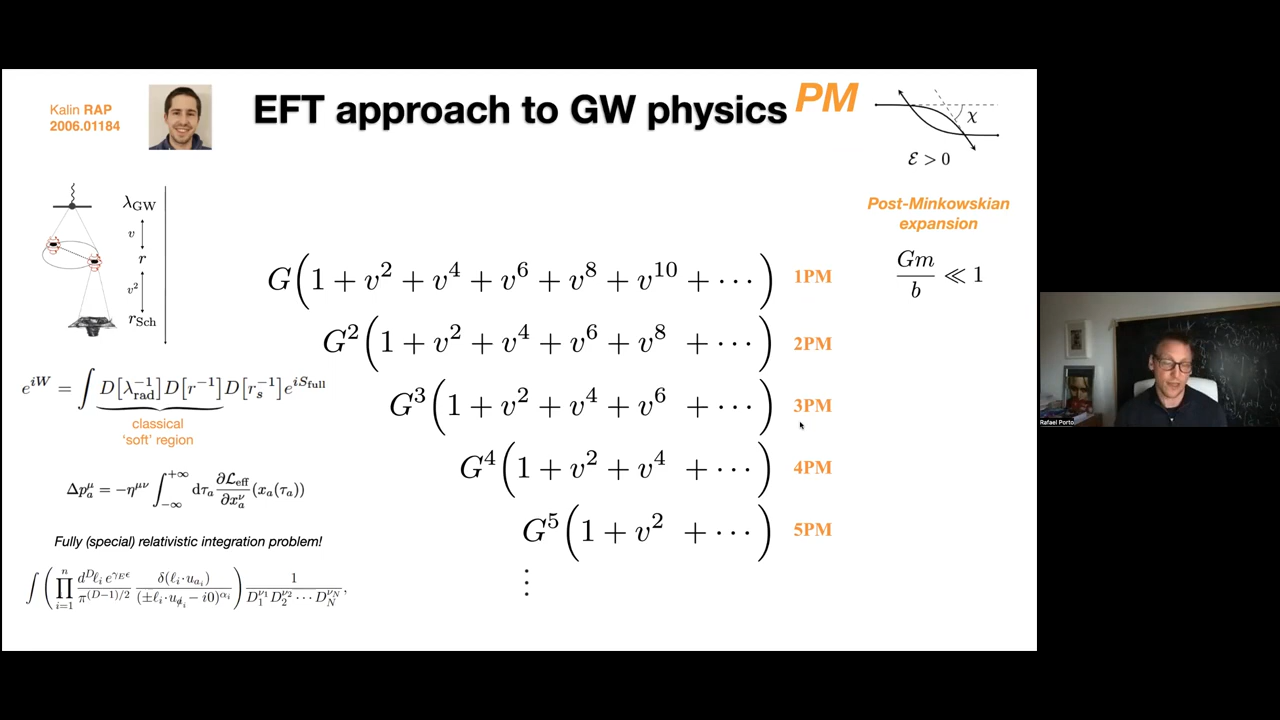 Kalin RAP
2006.01184
EFT approach to GW physics PM
χ
ℰ > 0
λ_GW
v
r
v²
r_Sch
Post-Minkowskian
expansion
Gm/b ≪ 1
G(1 + v² + v⁴ + v⁶ + v⁸ + v¹⁰ + ⋯) 1PM
G²(1 + v² + v⁴ + v⁶ + v⁸ + ⋯) 2PM
G³(1 + v² + v⁴ + v⁶ + ⋯) 3PM
G⁴(1 + v² + v⁴ + ⋯) 4PM
G⁵(1 + v² + ⋯) 5PM
⋮
e^{iW} = ∫ D[λ_rad^{-1}] D[r^{-1}] D[r_s^{-1}] e^{iS_full}
classical
'soft' region
Δp_a^μ = −η^{μν} ∫_{−∞}^{+∞} dτ_a ∂ℒ_eff/∂x_a^ν (x_a(τ_a))
Fully (special) relativistic integration problem!
∫ (∏_{i=1}^{n} d^Dℓ_i e^{γ_E ϵ}/π^{(D−1)/2} δ(ℓ_i·u_{a_i})/(±ℓ_i·u_{a̸_i} − i0)^{α_i}) 1/(D_1^{ν_1} D_2^{ν_2} ⋯ D_N^{ν_N}),
Rafael Porto